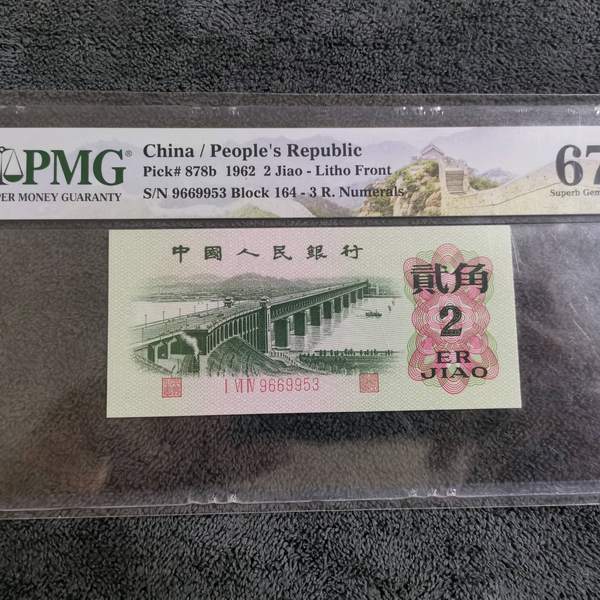 PMG®
PER MONEY GUARANTY
China / People's Republic
Pick# 878b 1962 2 Jiao - Litho Front
S/N 9669953 Block 164 - 3 R. Numerals
67
Superb Gem
中國人民銀行
貳角
2
ER
JIAO
I VI IV 9669953